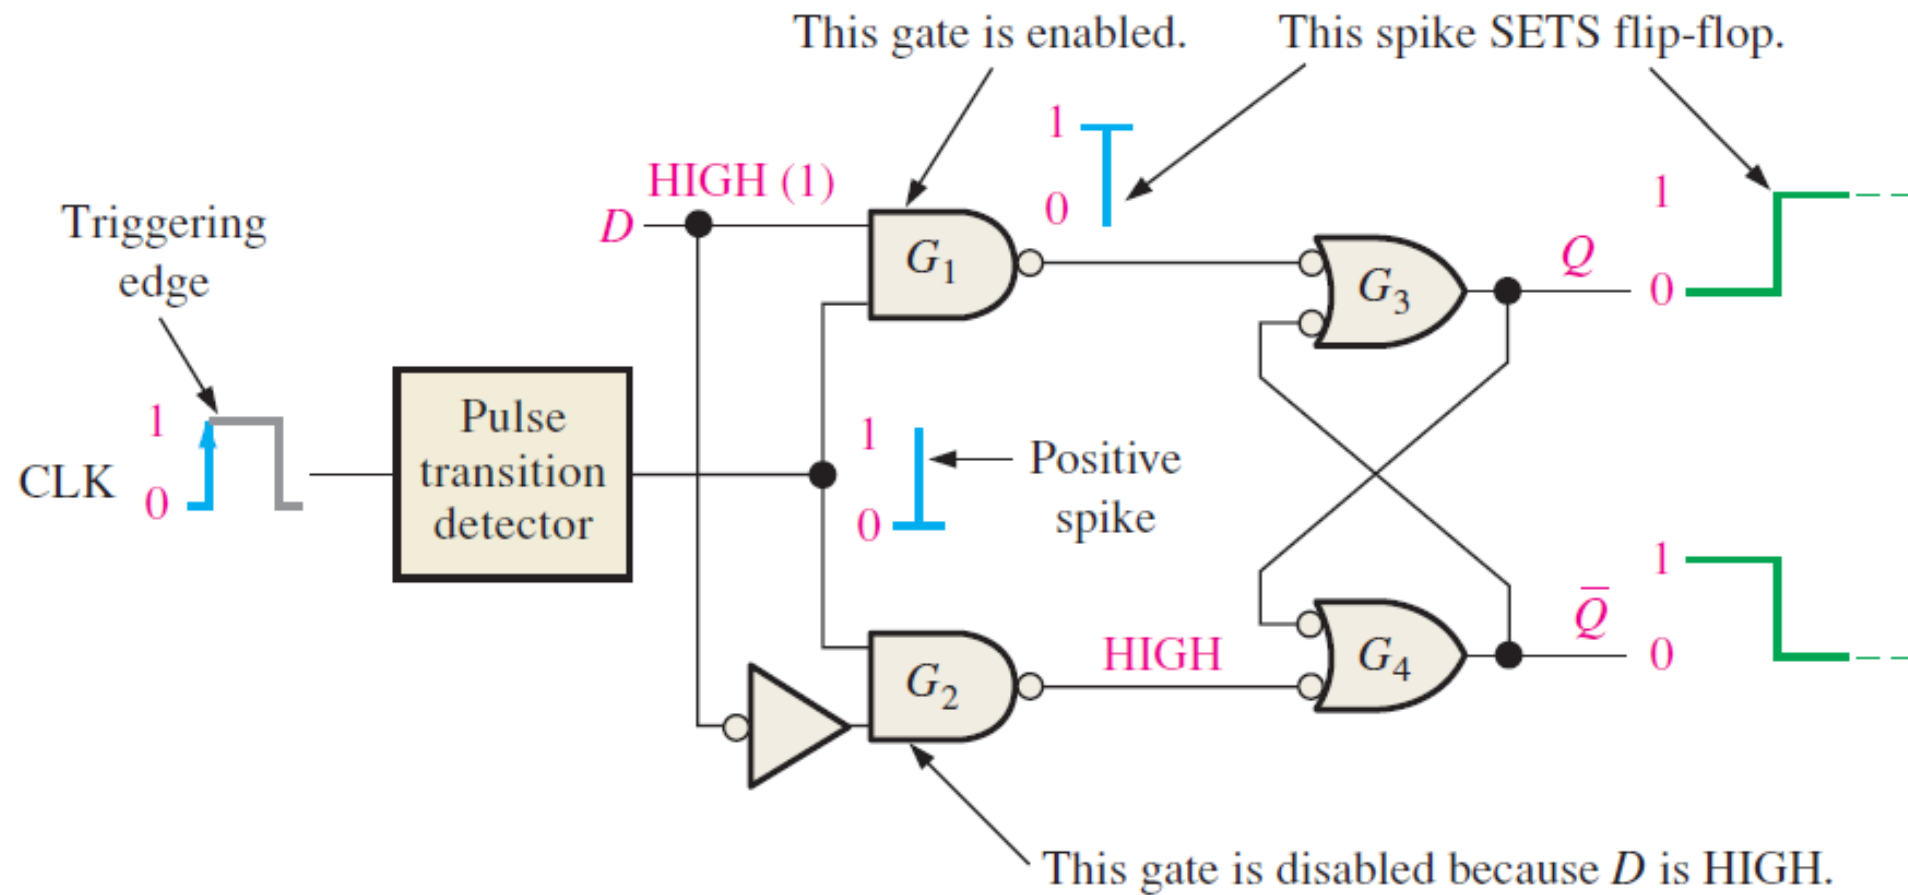 This gate is enabled.
This spike SETS flip-flop.
1
0
HIGH (1)
D
G1
Triggering
edge
1
0
CLK
Pulse
transition
detector
1
0
Positive
spike
G3
Q
1
0
G2
HIGH
G4
Q̅
1
0
This gate is disabled because D is HIGH.